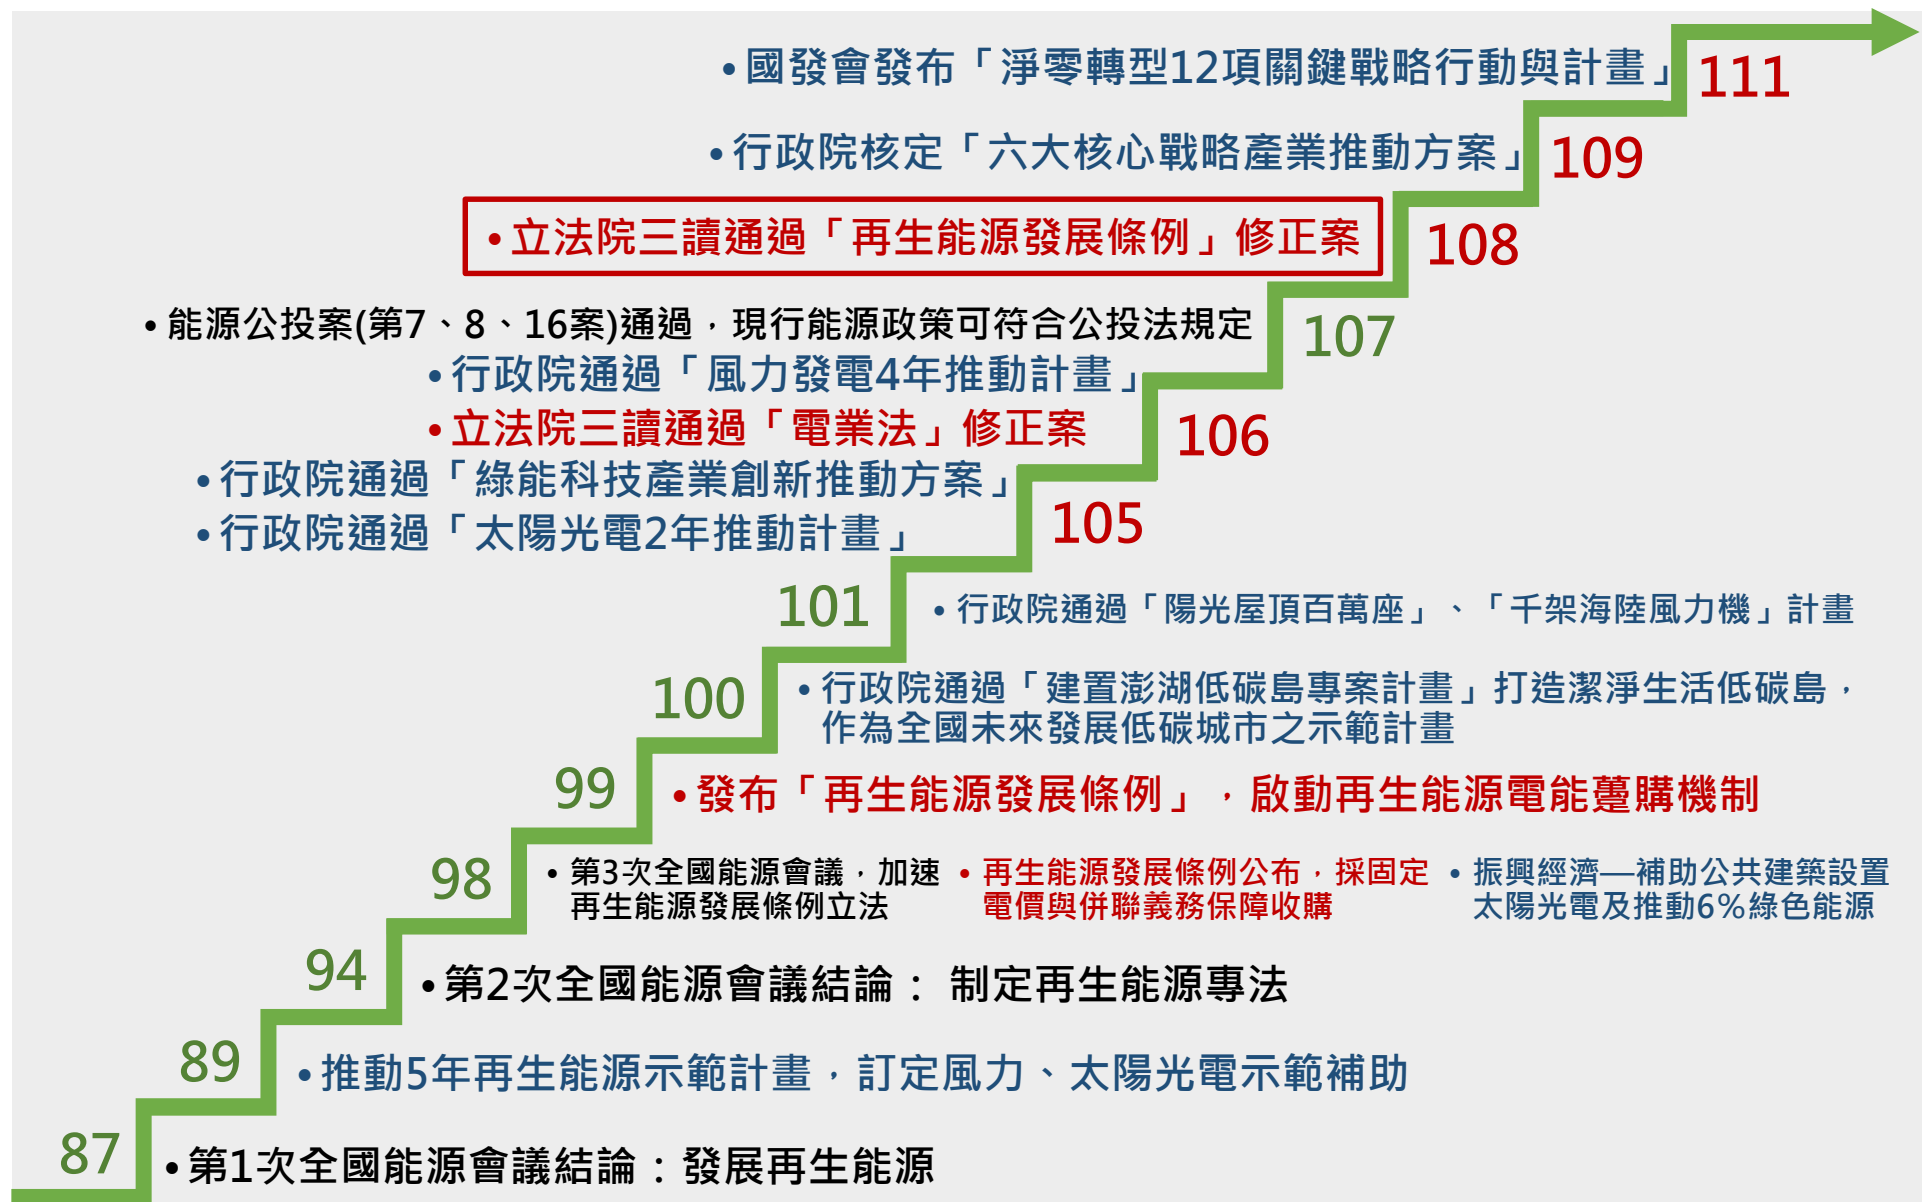 •國發會發布「淨零轉型12項關鍵戰略行動與計畫」
111
•行政院核定「六大核心戰略產業推動方案」
109
•立法院三讀通過「再生能源發展條例」修正案
108
•能源公投案(第7、8、16案)通過，現行能源政策可符合公投法規定
107
•行政院通過「風力發電4年推動計畫」
•立法院三讀通過「電業法」修正案
106
•行政院通過「綠能科技產業創新推動方案」
•行政院通過「太陽光電2年推動計畫」
105
101
•行政院通過「陽光屋頂百萬座」、「千架海陸風力機」計畫
100
•行政院通過「建置澎湖低碳島專案計畫」打造潔淨生活低碳島，
作為全國未來發展低碳城市之示範計畫
99
•發布「再生能源發展條例」，啟動再生能源電能躉購機制
98
•第3次全國能源會議，加速
再生能源發展條例立法
•再生能源發展條例公布，採固定
電價與併聯義務保障收購
•振興經濟—補助公共建築設置
太陽光電及推動6%綠色能源
94
•第2次全國能源會議結論： 制定再生能源專法
89
•推動5年再生能源示範計畫，訂定風力、太陽光電示範補助
87
•第1次全國能源會議結論：發展再生能源